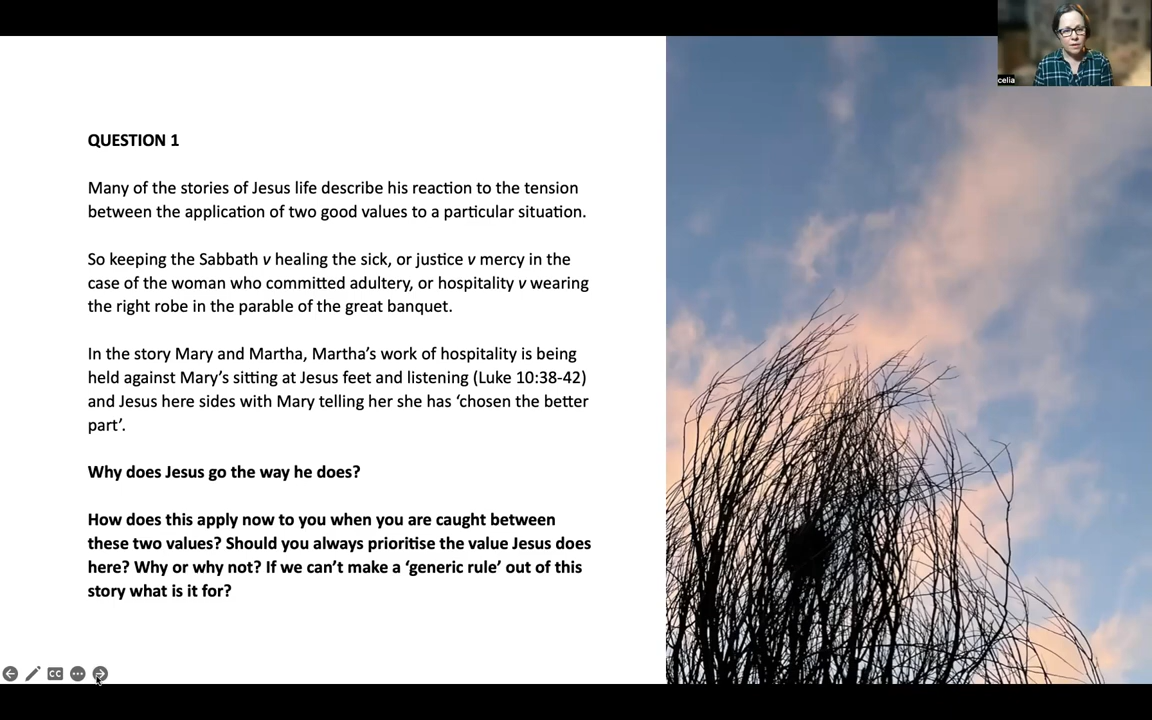 celia
QUESTION 1
Many of the stories of Jesus life describe his reaction to the tension
between the application of two good values to a particular situation.
So keeping the Sabbath v healing the sick, or justice v mercy in the
case of the woman who committed adultery, or hospitality v wearing
the right robe in the parable of the great banquet.
In the story Mary and Martha, Martha’s work of hospitality is being
held against Mary’s sitting at Jesus feet and listening (Luke 10:38-42)
and Jesus here sides with Mary telling her she has ‘chosen the better
part’.
Why does Jesus go the way he does?
How does this apply now to you when you are caught between
these two values? Should you always prioritise the value Jesus does
here? Why or why not? If we can’t make a ‘generic rule’ out of this
story what is it for?
CC